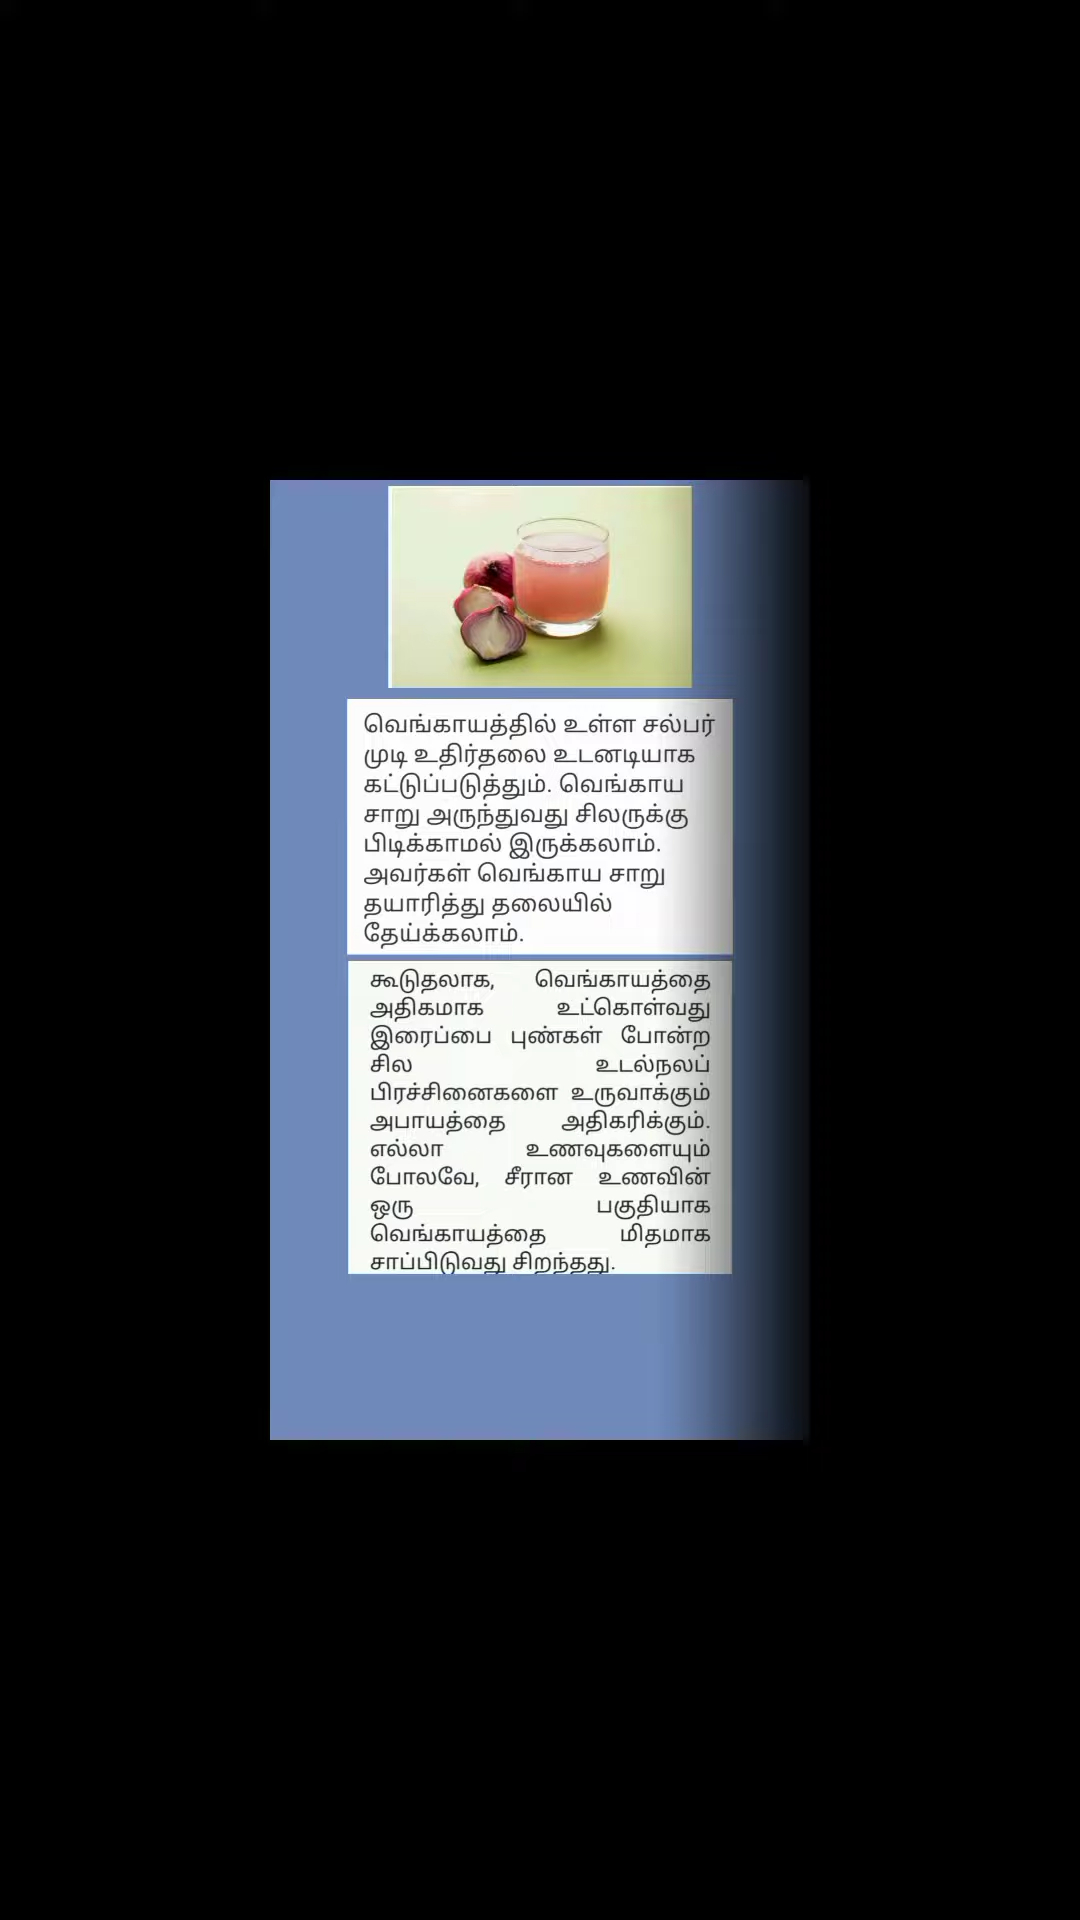 வெங்காயத்தில் உள்ள சல்பர்
முடி உதிர்தலை உடனடியாக
கட்டுப்படுத்தும். வெங்காய
சாறு அருந்துவது சிலருக்கு
பிடிக்காமல் இருக்கலாம்.
அவர்கள் வெங்காய சாறு
தயாரித்து தலையில்
தேய்க்கலாம்.
கூடுதலாக, வெங்காயத்தை
அதிகமாக உட்கொள்வது
இரைப்பை புண்கள் போன்ற
சில உடல்நலப்
பிரச்சினைகளை உருவாக்கும்
அபாயத்தை அதிகரிக்கும்.
எல்லா உணவுகளையும்
போலவே, சீரான உணவின்
ஒரு பகுதியாக
வெங்காயத்தை மிதமாக
சாப்பிடுவது சிறந்தது.